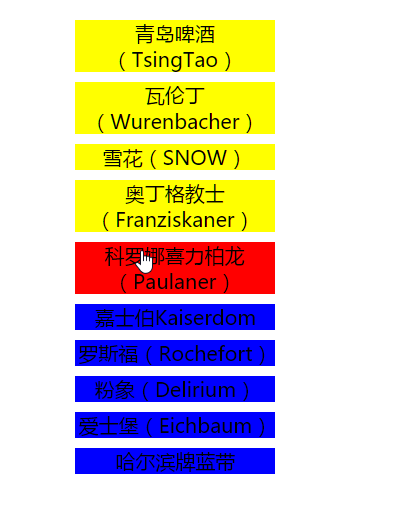 青岛啤酒
（TsingTao）
瓦伦丁
（Wurenbacher）
雪花（SNOW）
奥丁格教士
（Franziskaner）
科罗娜喜力柏龙
（Paulaner）
嘉士伯Kaiserdom
罗斯福（Rochefort）
粉象（Delirium）
爱士堡（Eichbaum）
哈尔滨牌蓝带